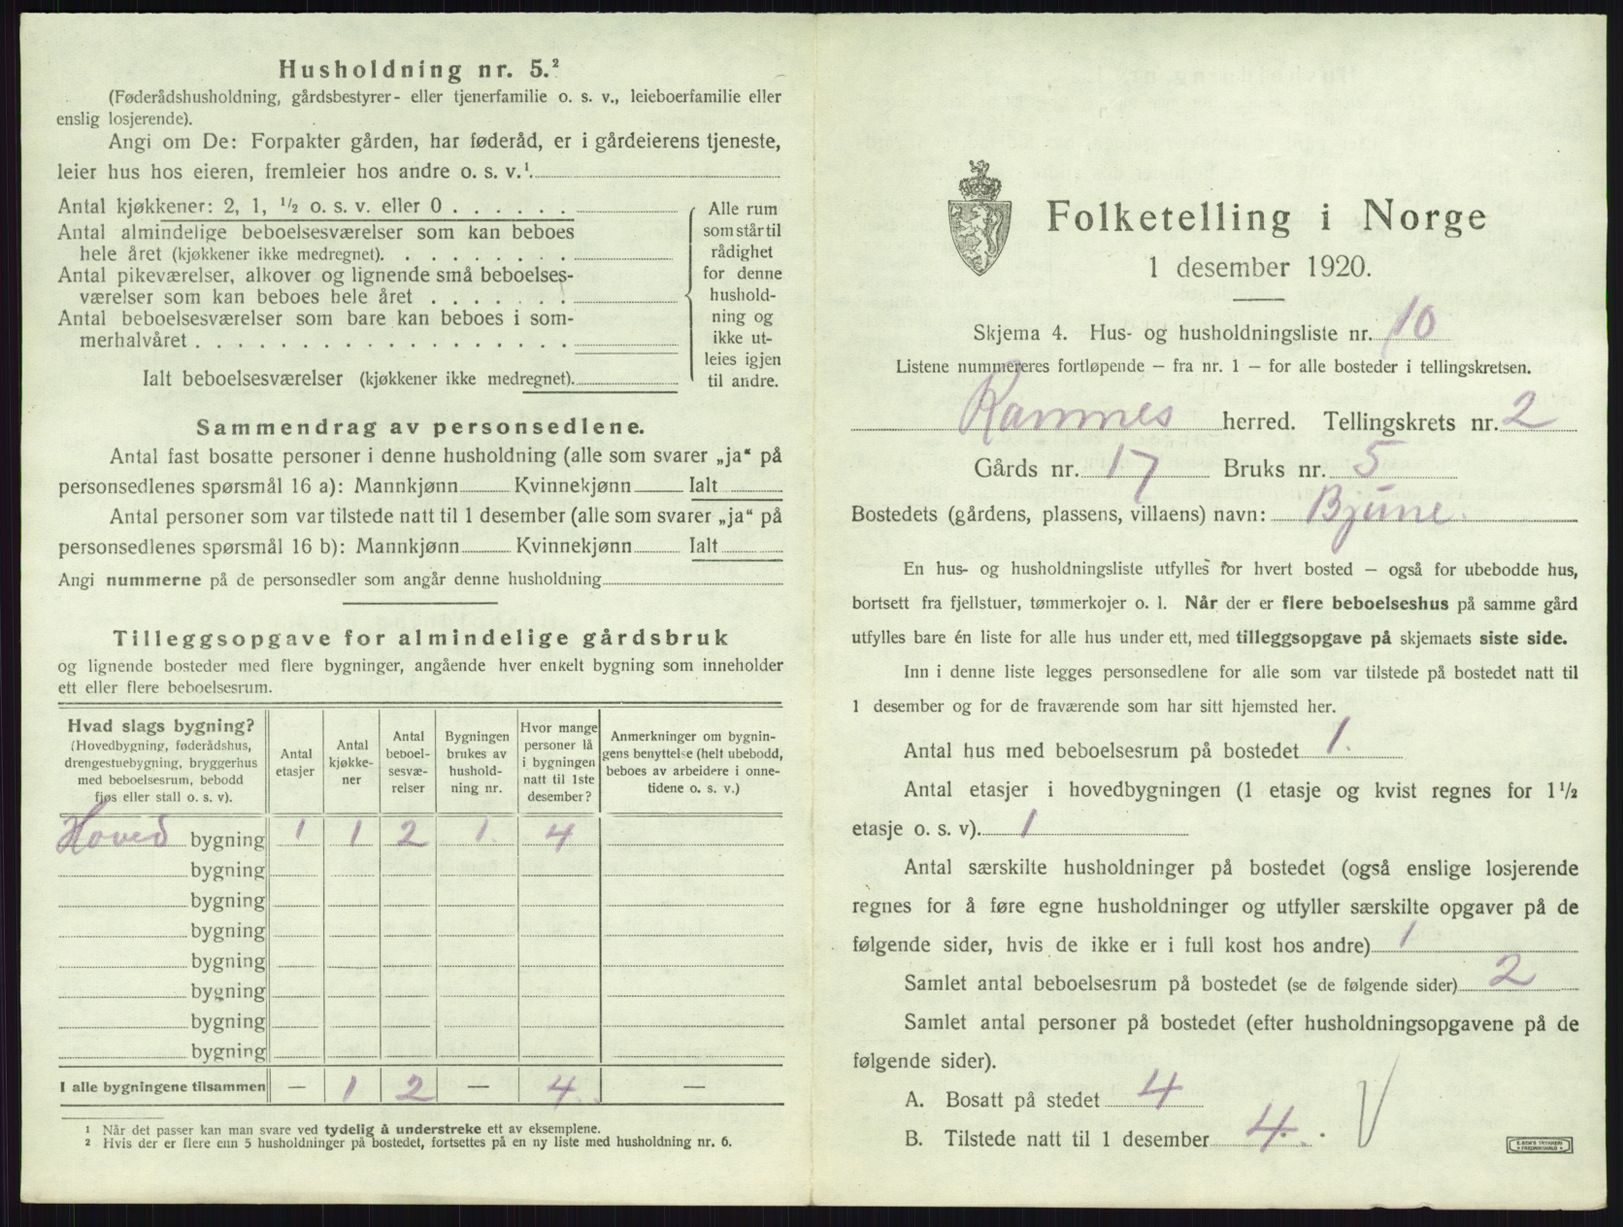 Husholdning nr. 5.²
(Føderådshusholdning, gårdsbestyrer- eller tjenerfamilie o. s. v., leieboerfamilie eller
enslig losjerende).
Angi om De: Forpakter gården, har føderåd, er i gårdeierens tjeneste,
leier hus hos eieren, fremleier hos andre o. s. v.¹.
Antal kjøkkener: 2, 1, ½ o. s. v. eller 0
Antal almindelige beboelsesværelser som kan beboes
hele året (kjøkkener ikke medregnet).
Antal pikeværelser, alkover og lignende små beboelses-
værelser som kan beboes hele året
Antal beboelsesværelser som bare kan beboes i som-
merhalvåret
Ialt beboelsesværelser (kjøkkener ikke medregnet).
Alle rum
som står til
rådighet
for denne
hushold-
ning og
ikke ut-
leies igjen
til andre.
Sammendrag av personsedlene.
Antal fast bosatte personer i denne husholdning (alle som svarer „ja“ på
personsedlenes spørsmål 16 a): Mannkjønn Kvinnekjønn Ialt
Antal personer som var tilstede natt til 1 desember (alle som svarer „ja“ på
personsedlenes spørsmål 16 b): Mannkjønn Kvinnekjønn Ialt
Angi nummerne på de personsedler som angår denne husholdning
Tilleggsopgave for almindelige gårdsbruk
og lignende bosteder med flere bygninger, angående hver enkelt bygning som inneholder
ett eller flere beboelsesrum.
Hvad slags bygning?
(Hovedbygning, føderådshus,
drengestuebygning, bryggerhus
med beboelsesrum, bebodd
fjøs eller stall o. s. v).
Antal
etasjer
Antal
kjøkke-
ner
Antal
beboel-
sesvæ-
relser
Bygningen
brukes av
hushold-
ning nr.
Hvor mange
personer lå
i bygningen
natt til 1ste
desember?
Anmerkninger om bygnin-
gens benyttelse (helt ubebodd,
beboes av arbeidere i onne-
tidene o. s. v.)
Hoved bygning 1 1 2 1. 4
bygning
bygning
bygning
bygning
bygning
bygning
bygning
I alle bygningene tilsammen — 1 2 — 4. —
¹ Når det passer kan man svare ved tydelig å understreke ett av eksemplene.
² Hvis der er flere enn 5 husholdninger på bostedet, fortsettes på en ny liste med husholdning nr. 6.
Folketelling i Norge
1 desember 1920.
Skjema 4. Hus- og husholdningsliste nr. 10
Listene nummereres fortløpende — fra nr. 1 — for alle bosteder i tellingskretsen.
Ramnes herred. Tellingskrets nr. 2
Gårds nr. 17 Bruks nr. 5
Bostedets (gårdens, plassens, villaens) navn: Bjune.
En hus- og husholdningsliste utfylles for hvert bosted — også for ubebodde hus,
bortsett fra fjellstuer, tømmerkojer o. l. Når der er flere beboelseshus på samme gård
utfylles bare én liste for alle hus under ett, med tilleggsopgave på skjemaets siste side.
Inn i denne liste legges personsedlene for alle som var tilstede på bostedet natt til
1 desember og for de fraværende som har sitt hjemsted her.
Antal hus med beboelsesrum på bostedet 1.
Antal etasjer i hovedbygningen (1 etasje og kvist regnes for 1½
etasje o. s. v). 1
Antal særskilte husholdninger på bostedet (også enslige losjerende
regnes for å føre egne husholdninger og utfyller særskilte opgaver på de
følgende sider, hvis de ikke er i full kost hos andre) 1
Samlet antal beboelsesrum på bostedet (se de følgende sider) 2
Samlet antal personer på bostedet (efter husholdningsopgavene på de
følgende sider).
A. Bosatt på stedet 4
B. Tilstede natt til 1 desember 4. V